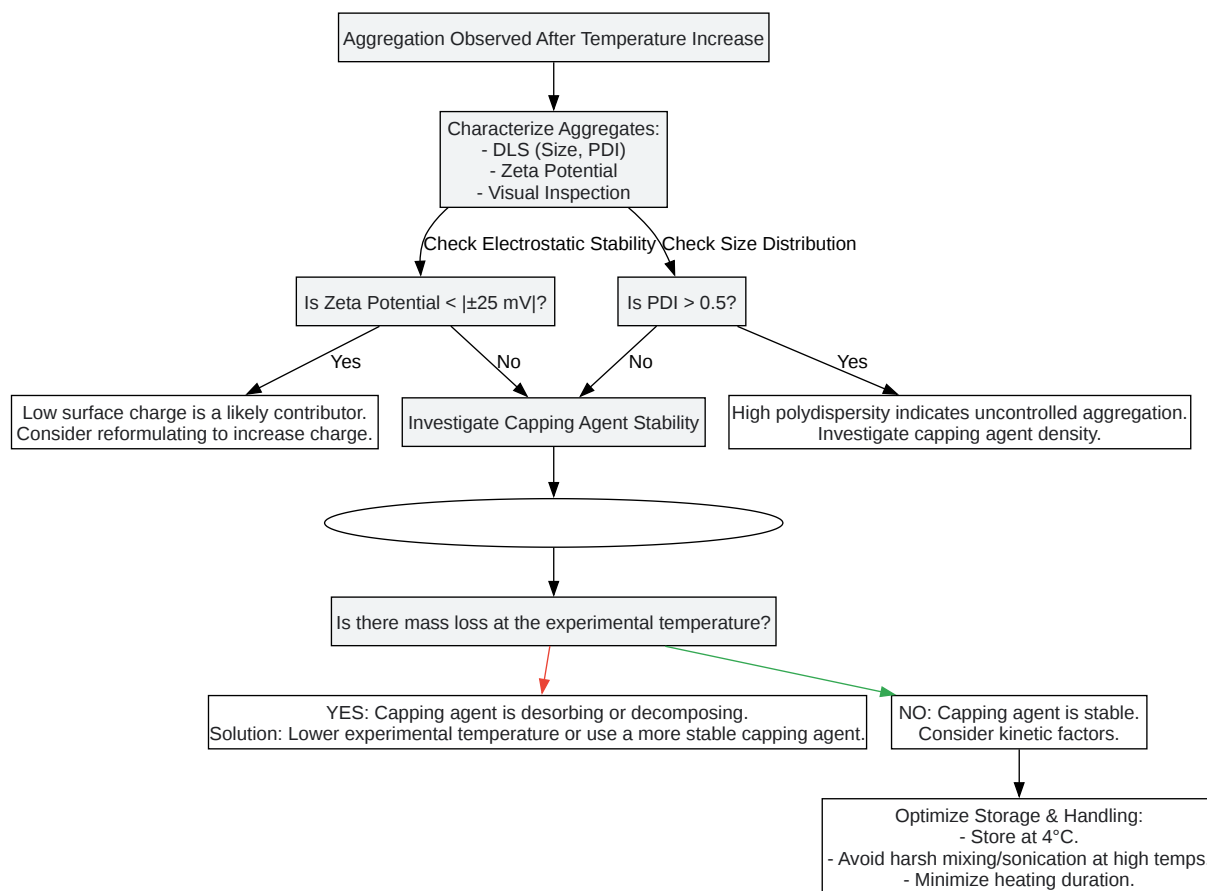 Aggregation Observed After Temperature Increase
Characterize Aggregates:
- DLS (Size, PDI)
- Zeta Potential
- Visual Inspection
Check Electrostatic Stability
Check Size Distribution
Is Zeta Potential < |±25 mV|?
Is PDI > 0.5?
Yes
No
No
Yes
Low surface charge is a likely contributor.
Consider reformulating to increase charge.
Investigate Capping Agent Stability
High polydispersity indicates uncontrolled aggregation.
Investigate capping agent density.
Is there mass loss at the experimental temperature?
YES: Capping agent is desorbing or decomposing.
Solution: Lower experimental temperature or use a more stable capping agent.
NO: Capping agent is stable.
Consider kinetic factors.
Optimize Storage & Handling:
- Store at 4°C.
- Avoid harsh mixing/sonication at high temps.
- Minimize heating duration.